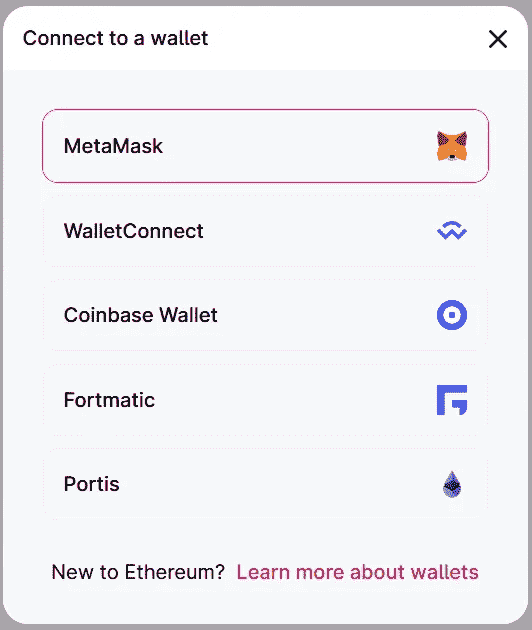 Connect to a wallet
MetaMask
WalletConnect
Coinbase Wallet
Fortmatic
Portis
New to Ethereum? Learn more about wallets